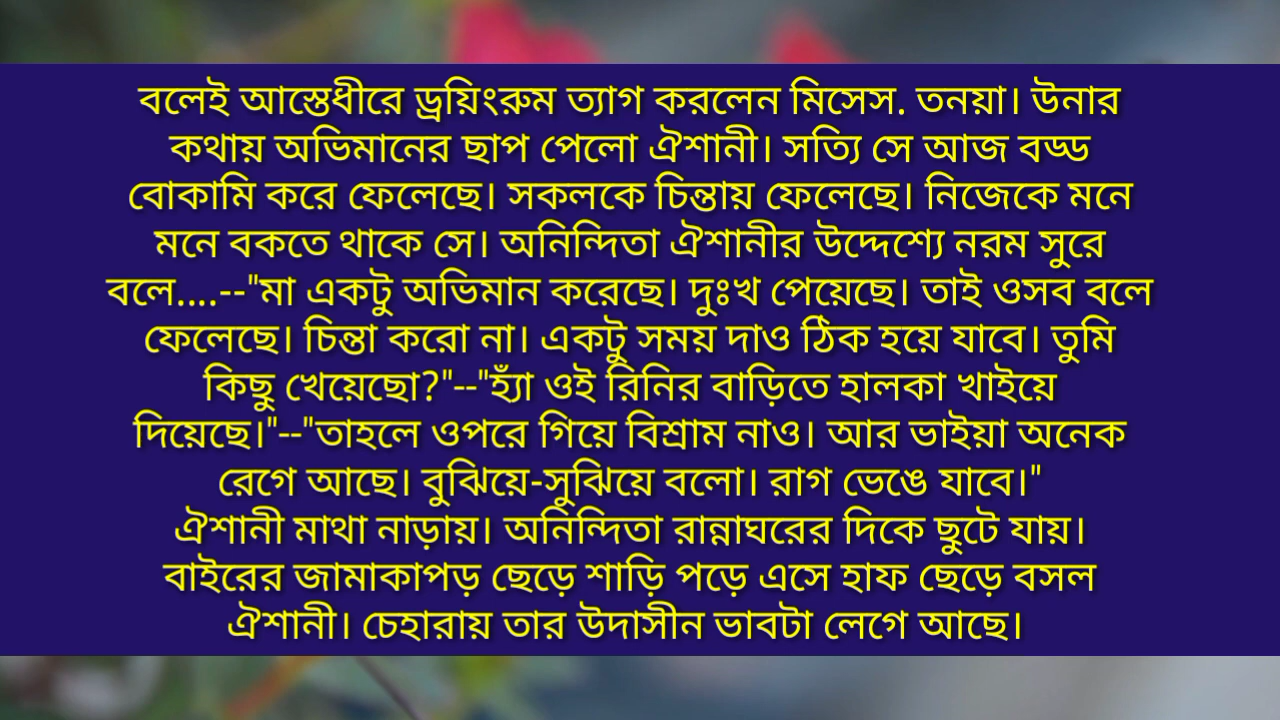 বলেই আস্তেধীরে ড্রয়িংরুম ত্যাগ করলেন মিসেস. তনয়া। উনার
কথায় অভিমানের ছাপ পেলো ঐশানী। সত্যি সে আজ বড্ড
বোকামি করে ফেলেছে। সকলকে চিন্তায় ফেলেছে। নিজেকে মনে
মনে বকতে থাকে সে। অনিন্দিতা ঐশানীর উদ্দেশ্যে নরম সুরে
বলে....--"মা একটু অভিমান করেছে। দুঃখ পেয়েছে। তাই ওসব বলে
ফেলেছে। চিন্তা করো না। একটু সময় দাও ঠিক হয়ে যাবে। তুমি
কিছু খেয়েছো?"--"হ্যাঁ ওই রিনির বাড়িতে হালকা খাইয়ে
দিয়েছে।"--"তাহলে ওপরে গিয়ে বিশ্রাম নাও। আর ভাইয়া অনেক
রেগে আছে। বুঝিয়ে-সুঝিয়ে বলো। রাগ ভেঙে যাবে।"
ঐশানী মাথা নাড়ায়। অনিন্দিতা রান্নাঘরের দিকে ছুটে যায়।
বাইরের জামাকাপড় ছেড়ে শাড়ি পড়ে এসে হাফ ছেড়ে বসল
ঐশানী। চেহারায় তার উদাসীন ভাবটা লেগে আছে।